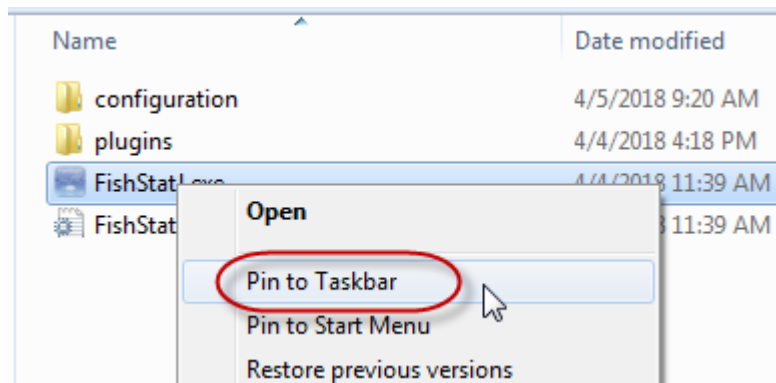 Name Date modified
configuration 4/5/2018 9:20 AM
plugins 4/4/2018 4:18 PM
11:39 AM
FishStat 11:39 AM
Open
Pin to Taskbar
Pin to Start Menu
Restore previous versions